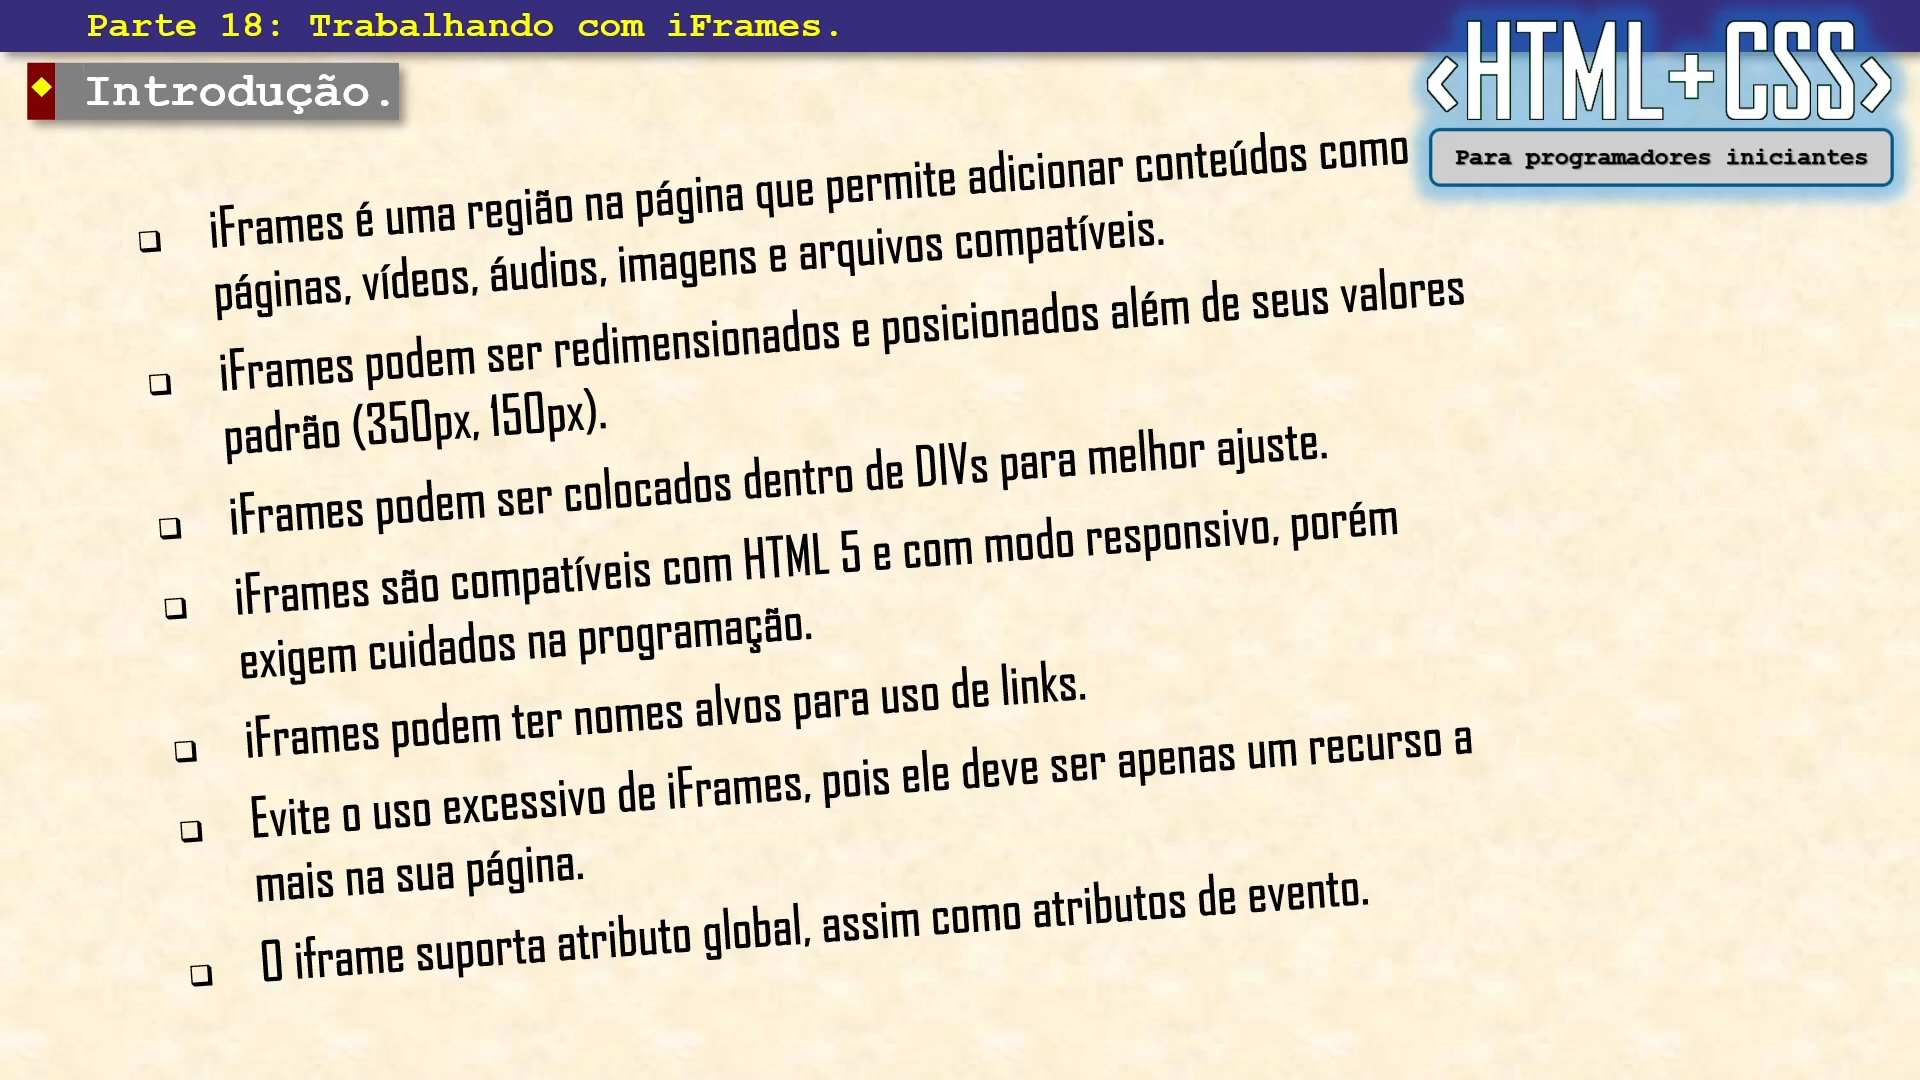 Parte 18: Trabalhando com iFrames.
<HTML+CSS>
Para programadores iniciantes
Introdução.
iFrames é uma região na página que permite adicionar conteúdos como
páginas, vídeos, áudios, imagens e arquivos compatíveis.
iFrames podem ser redimensionados e posicionados além de seus valores
padrão (350px, 150px).
iFrames podem ser colocados dentro de DIVs para melhor ajuste.
iFrames são compatíveis com HTML 5 e com modo responsivo, porém
exigem cuidados na programação.
iFrames podem ter nomes alvos para uso de links.
Evite o uso excessivo de iFrames, pois ele deve ser apenas um recurso a
mais na sua página.
O iframe suporta atributo global, assim como atributos de evento.